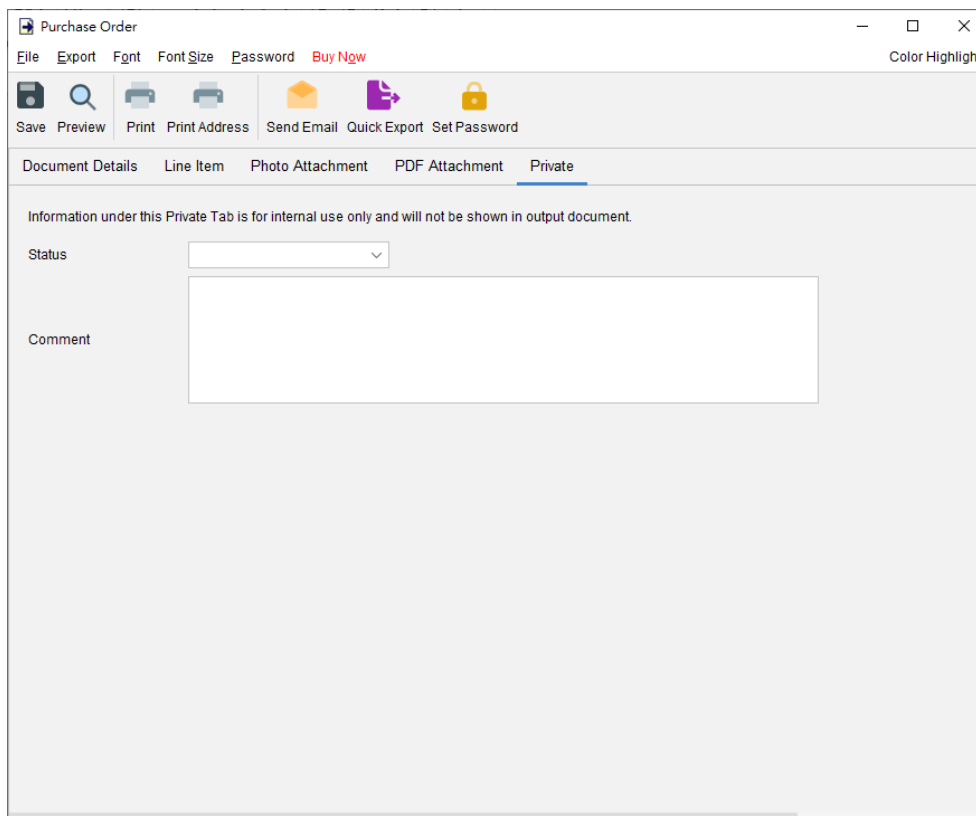 Purchase Order
File Export Font Font Size Password Buy Now Color Highligh
Save Preview Print Print Address Send Email Quick Export Set Password
Document Details Line Item Photo Attachment PDF Attachment Private
Information under this Private Tab is for internal use only and will not be shown in output document.
Status
Comment